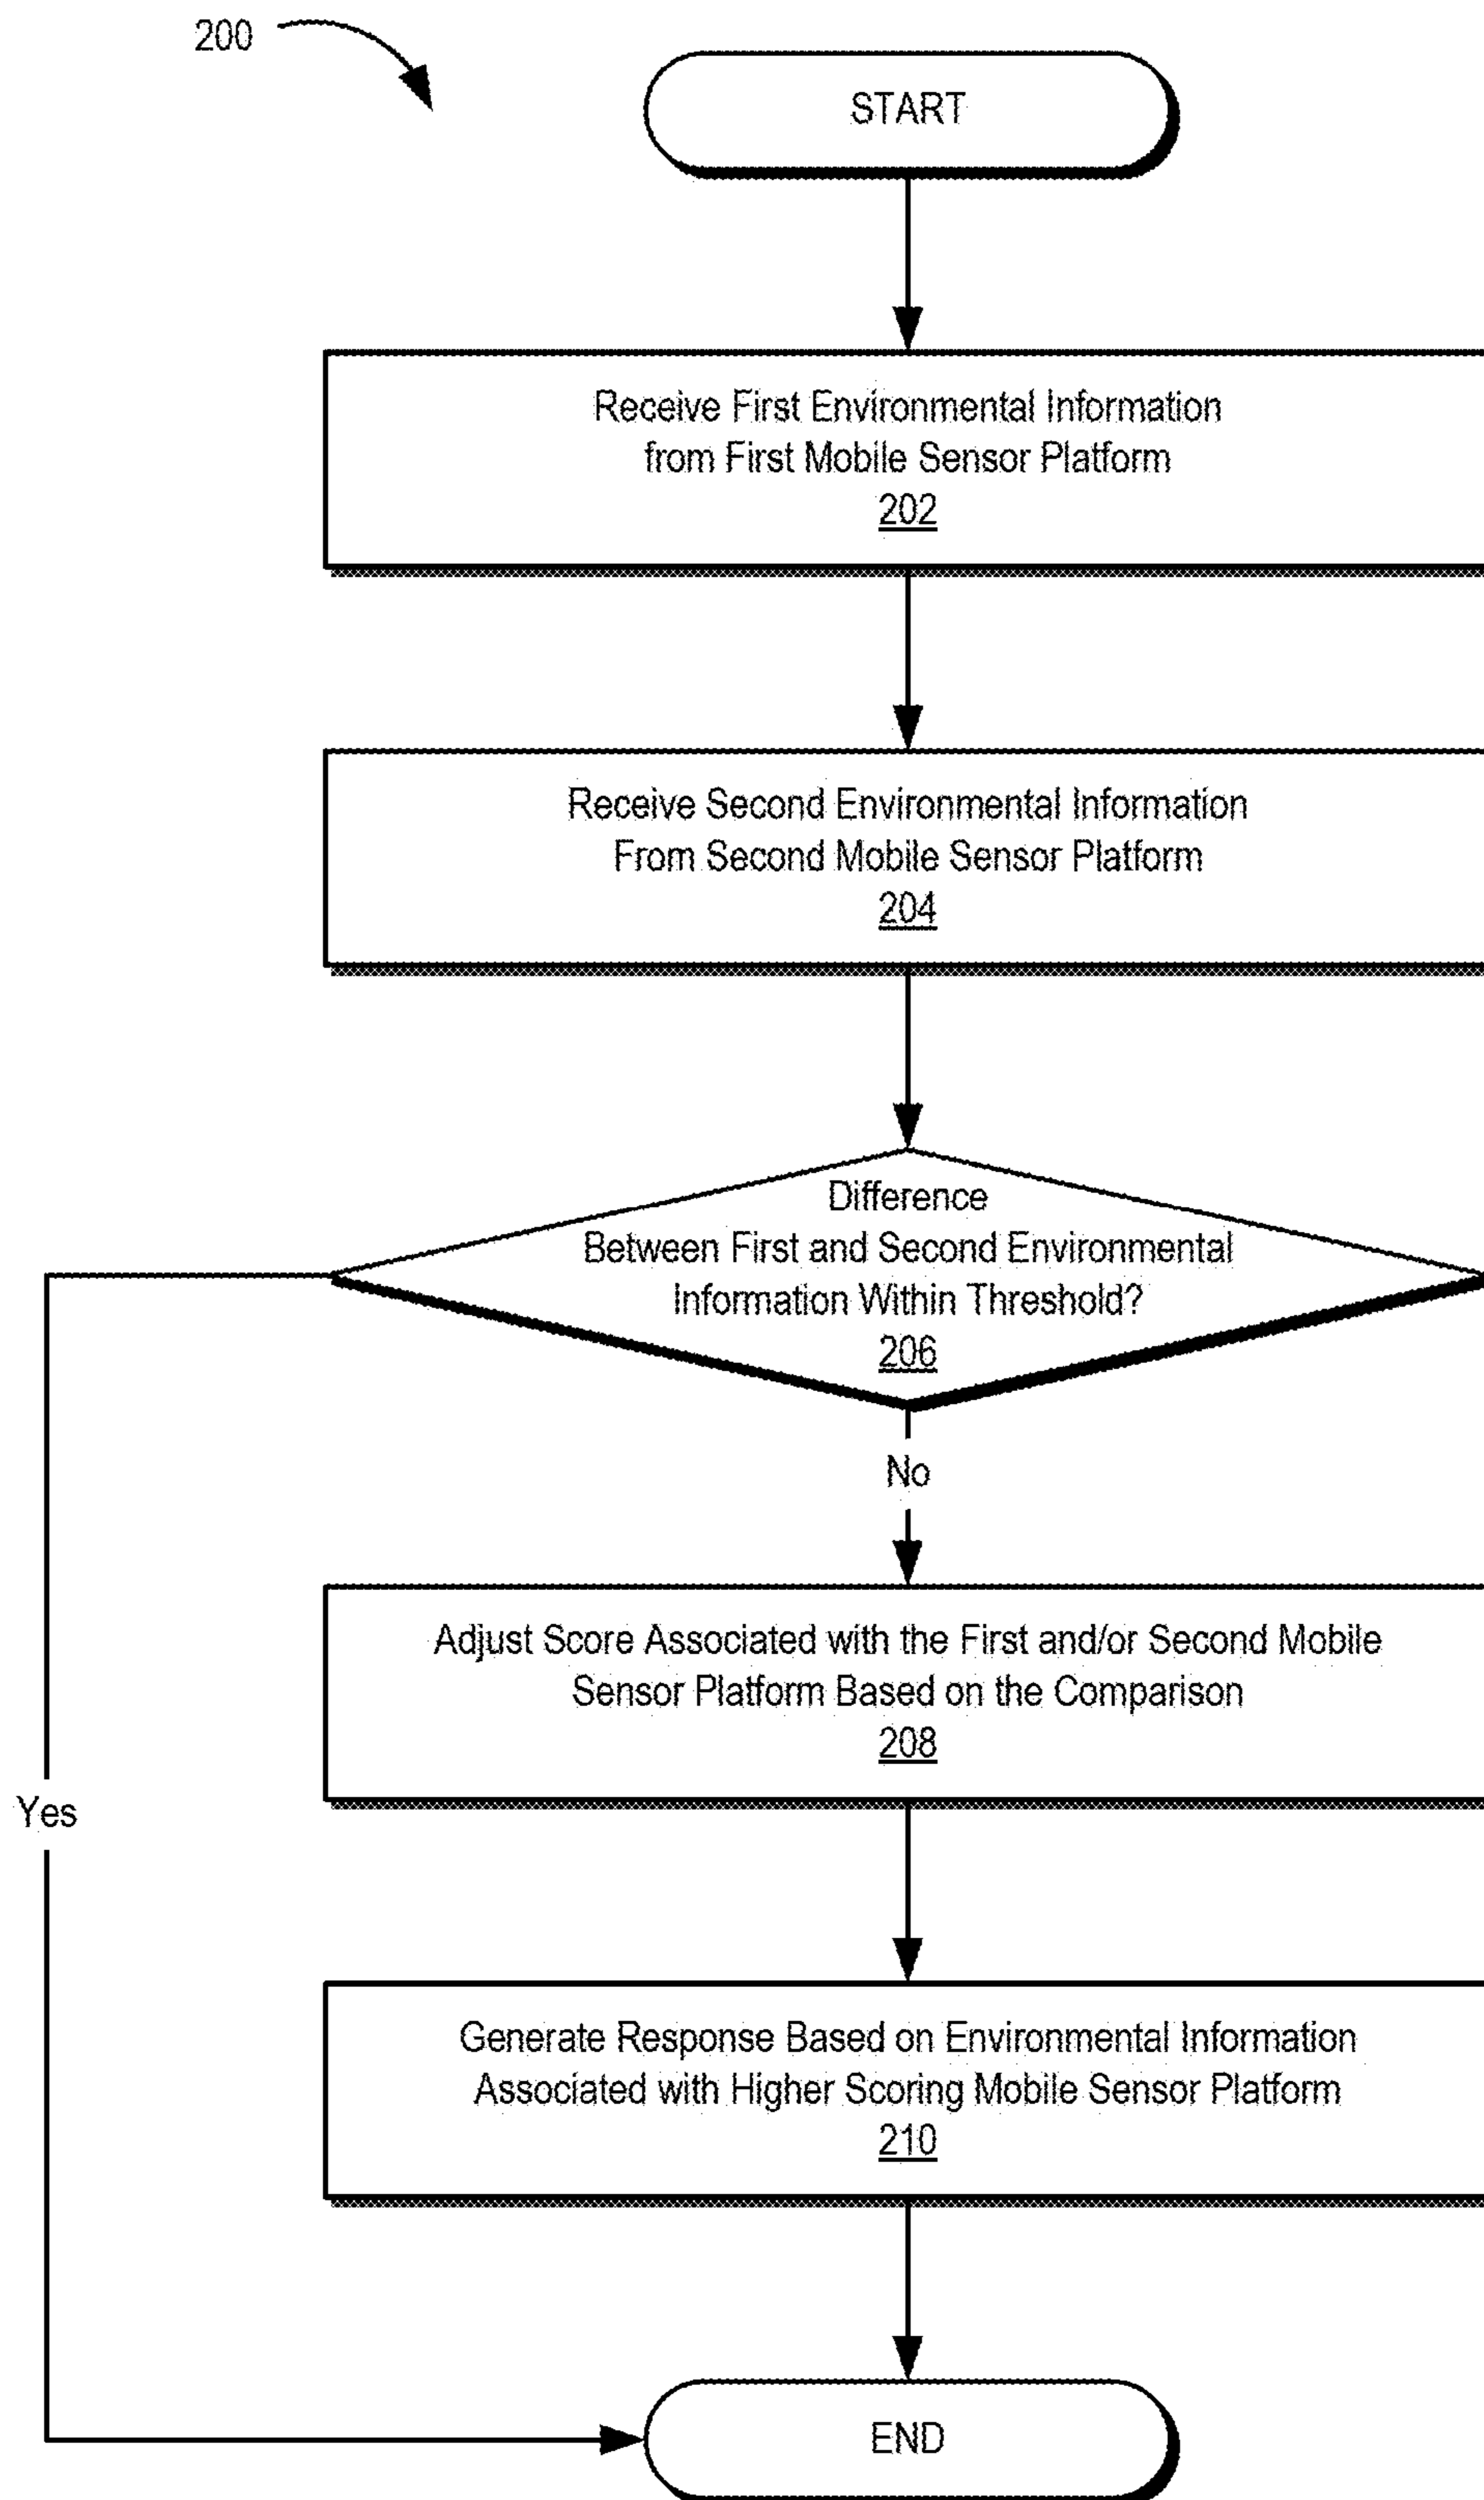 200
START
Receive First Environmental Information
from First Mobile Sensor Platform
202
Receive Second Environmental Information
From Second Mobile Sensor Platform
204
Difference
Between First and Second Environmental
Information Within Threshold?
206
No
Adjust Score Associated with the First and/or Second Mobile
Sensor Platform Based on the Comparison
208
Yes
Generate Response Based on Environmental Information
Associated with Higher Scoring Mobile Sensor Platform
210
END